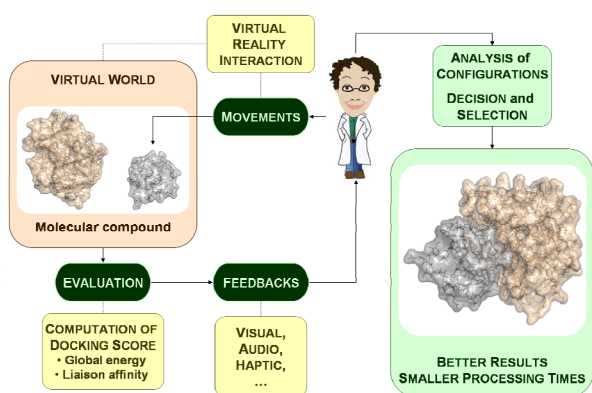 VIRTUAL
REALITY
INTERACTION
VIRTUAL WORLD
Molecular compound
MOVEMENTS
ANALYSIS of
CONFIGURATIONS
DECISION and
SELECTION
EVALUATION
FEEDBACKS
COMPUTATION OF
DOCKING SCORE
• Global energy
• Liaison affinity
VISUAL,
AUDIO,
HAPTIC,
...
BETTER RESULTS
SMALLER PROCESSING TIMES